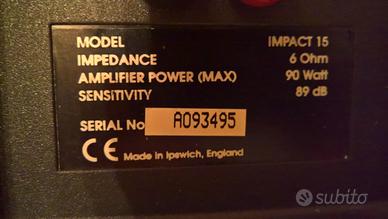 MODEL IMPACT 15
IMPEDANCE 6 Ohm
AMPLIFIER POWER (MAX) 90 Watt
SENSITIVITY 89 dB
SERIAL No A093495
CE Made in Ipswich, England
subito